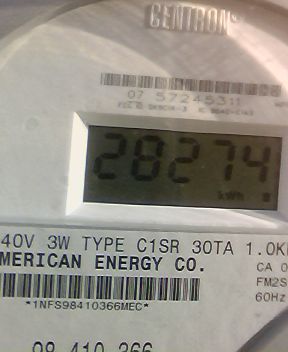 CENTRON®
07 57245311
28274
kWh
40V 3W TYPE C1SR 30TA 1.0K
MERICAN ENERGY CO.
CA 0
FM2S
*1NFS98410366MEC*
60Hz
98 410 366